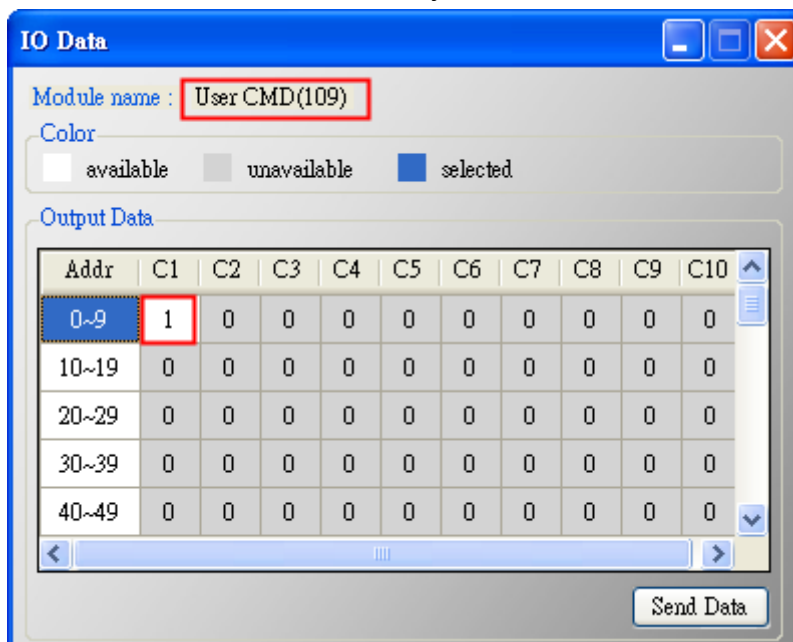 IO Data
Module name : User CMD(109)
Color
available unavailable selected
Output Data
Addr C1 C2 C3 C4 C5 C6 C7 C8 C9 C10
0~9 1 0 0 0 0 0 0 0 0 0
10~19 0 0 0 0 0 0 0 0 0 0
20~29 0 0 0 0 0 0 0 0 0 0
30~39 0 0 0 0 0 0 0 0 0 0
40~49 0 0 0 0 0 0 0 0 0 0
Send Data